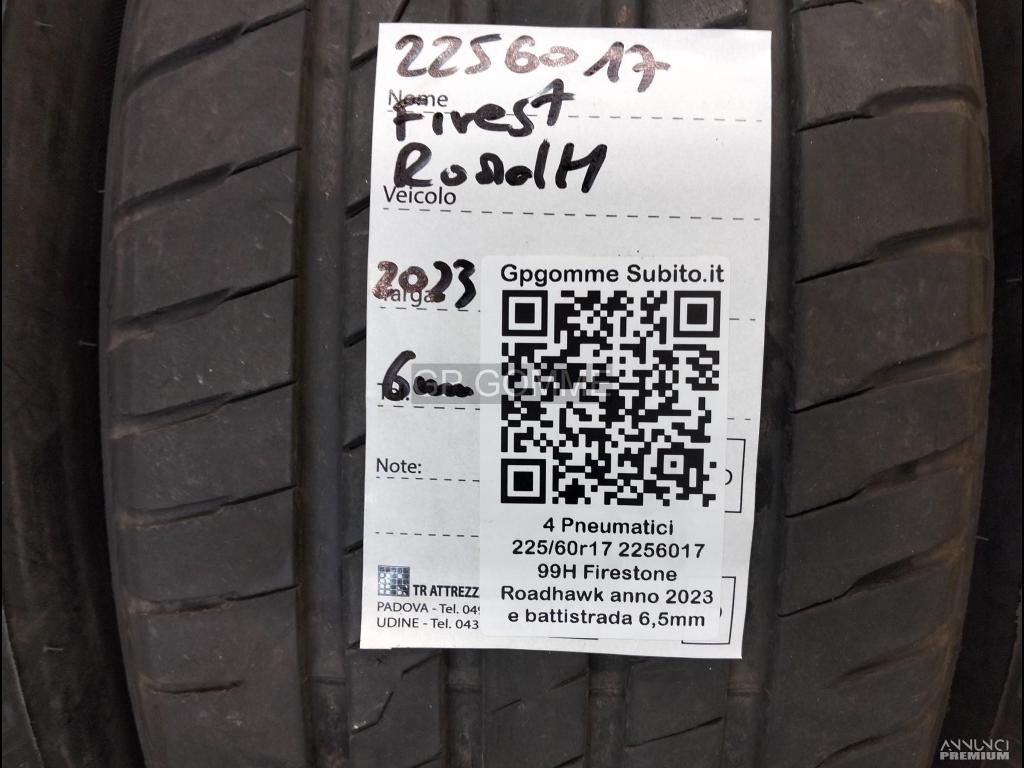 2256017
Nome
Firest
RoadH
Veicolo
2023
Targa
6mm
GP GOMME
Note:
TR ATTREZZ
PADOVA - Tel. 049
UDINE - Tel. 043
Gpgomme Subito.it
4 Pneumatici
225/60r17 2256017
99H Firestone
Roadhawk anno 2023
e battistrada 6,5mm
ANNUNCI
PREMIUM